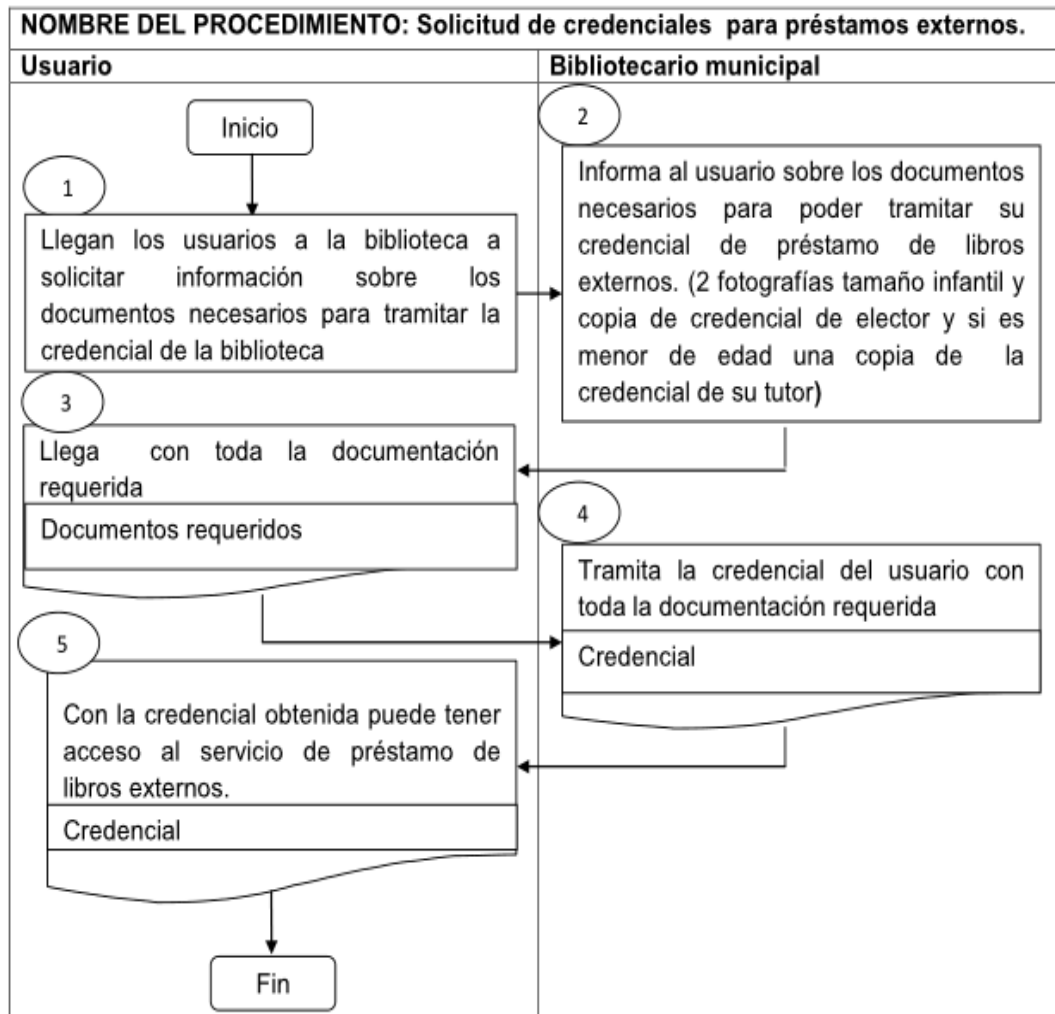 NOMBRE DEL PROCEDIMIENTO: Solicitud de credenciales para préstamos externos.
Usuario
Bibliotecario municipal
Inicio
1
Llegan los usuarios a la biblioteca a
solicitar información sobre los
documentos necesarios para tramitar la
credencial de la biblioteca
2
Informa al usuario sobre los documentos
necesarios para poder tramitar su
credencial de préstamo de libros
externos. (2 fotografías tamaño infantil y
copia de credencial de elector y si es
menor de edad una copia de la
credencial de su tutor)
3
Llega con toda la documentación
requerida
Documentos requeridos
4
Tramita la credencial del usuario con
toda la documentación requerida
Credencial
5
Con la credencial obtenida puede tener
acceso al servicio de préstamo de
libros externos.
Credencial
Fin